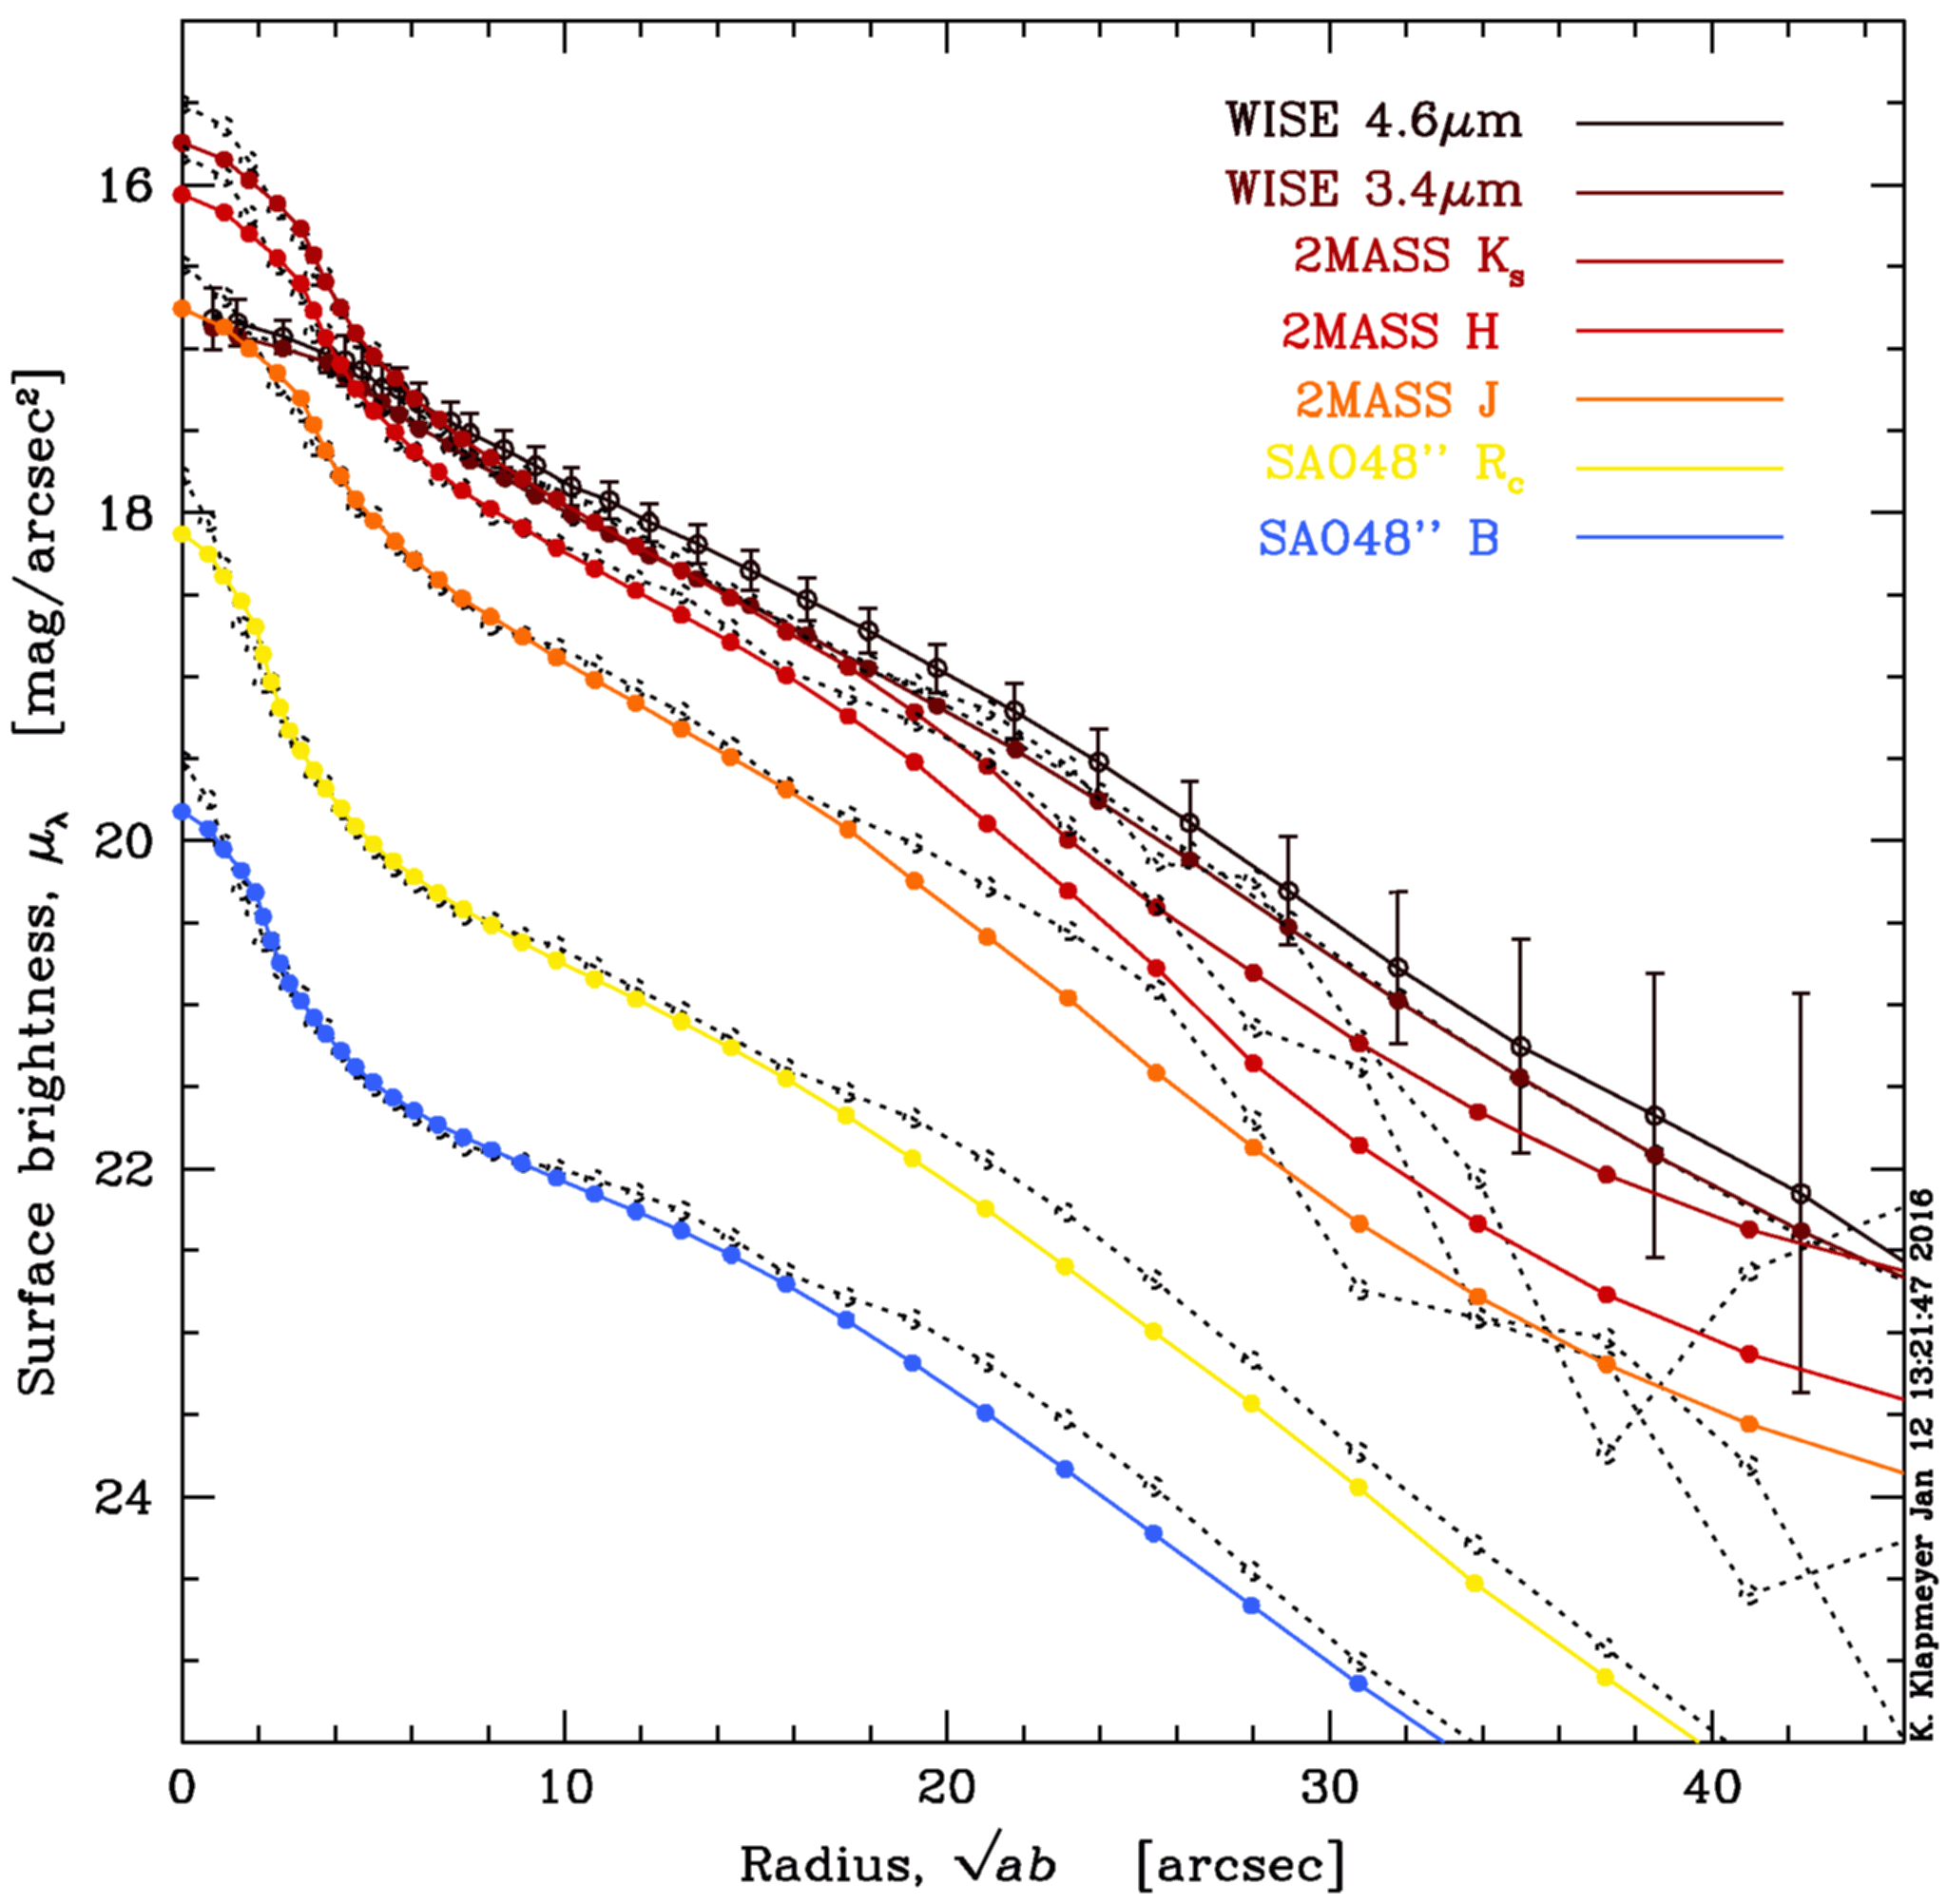 WISE 4.6μm
WISE 3.4μm
2MASS Ks
2MASS H
2MASS J
SAO48" Rc
SAO48" B
16
18
20
22
24
Surface brightness, μλ [mag/arcsec²]
0 10 20 30 40
Radius, √ab [arcsec]
K. Klapmeyer Jan 12 13:21:47 2016